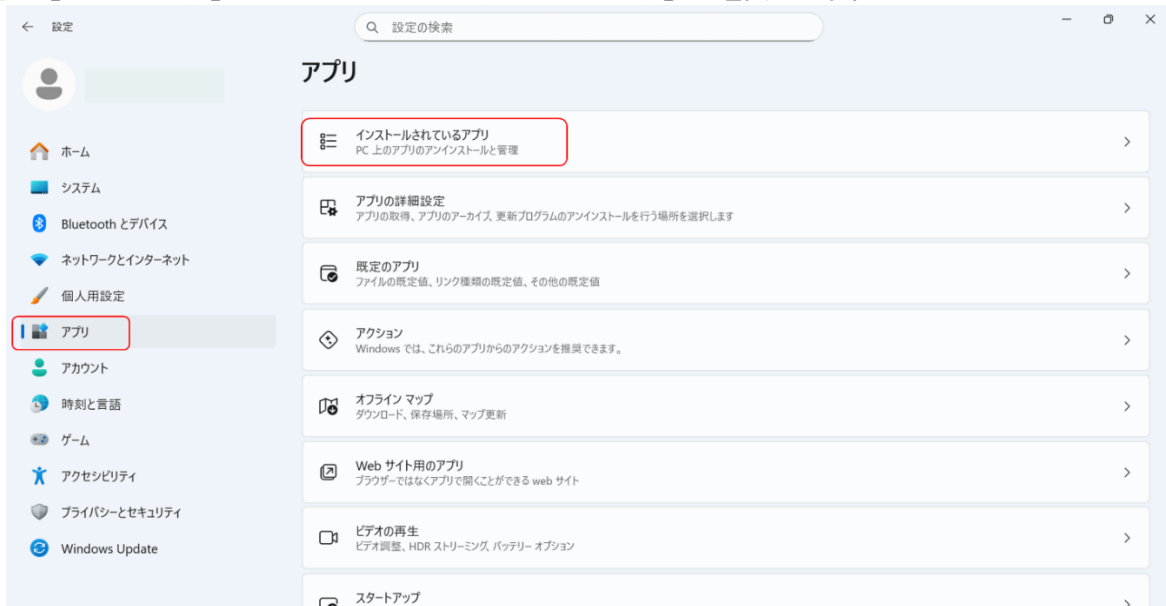 設定
設定の検索
アプリ
ホーム
システム
Bluetooth とデバイス
ネットワークとインターネット
個人用設定
アプリ
アカウント
時刻と言語
ゲーム
アクセシビリティ
プライバシーとセキュリティ
Windows Update
インストールされているアプリ
PC 上のアプリのアンインストールと管理
アプリの詳細設定
アプリの取得、アプリのアーカイブ、更新プログラムのアンインストールを行う場所を選択します
既定のアプリ
ファイルの既定値、リンク種類の既定値、その他の既定値
アクション
Windows では、これらのアプリからのアクションを推奨できます。
オフライン マップ
ダウンロード、保存場所、マップ更新
Web サイト用のアプリ
ブラウザーではなくアプリで開くことができる web サイト
ビデオの再生
ビデオ調整、HDR ストリーミング、バッテリー オプション
スタートアップ